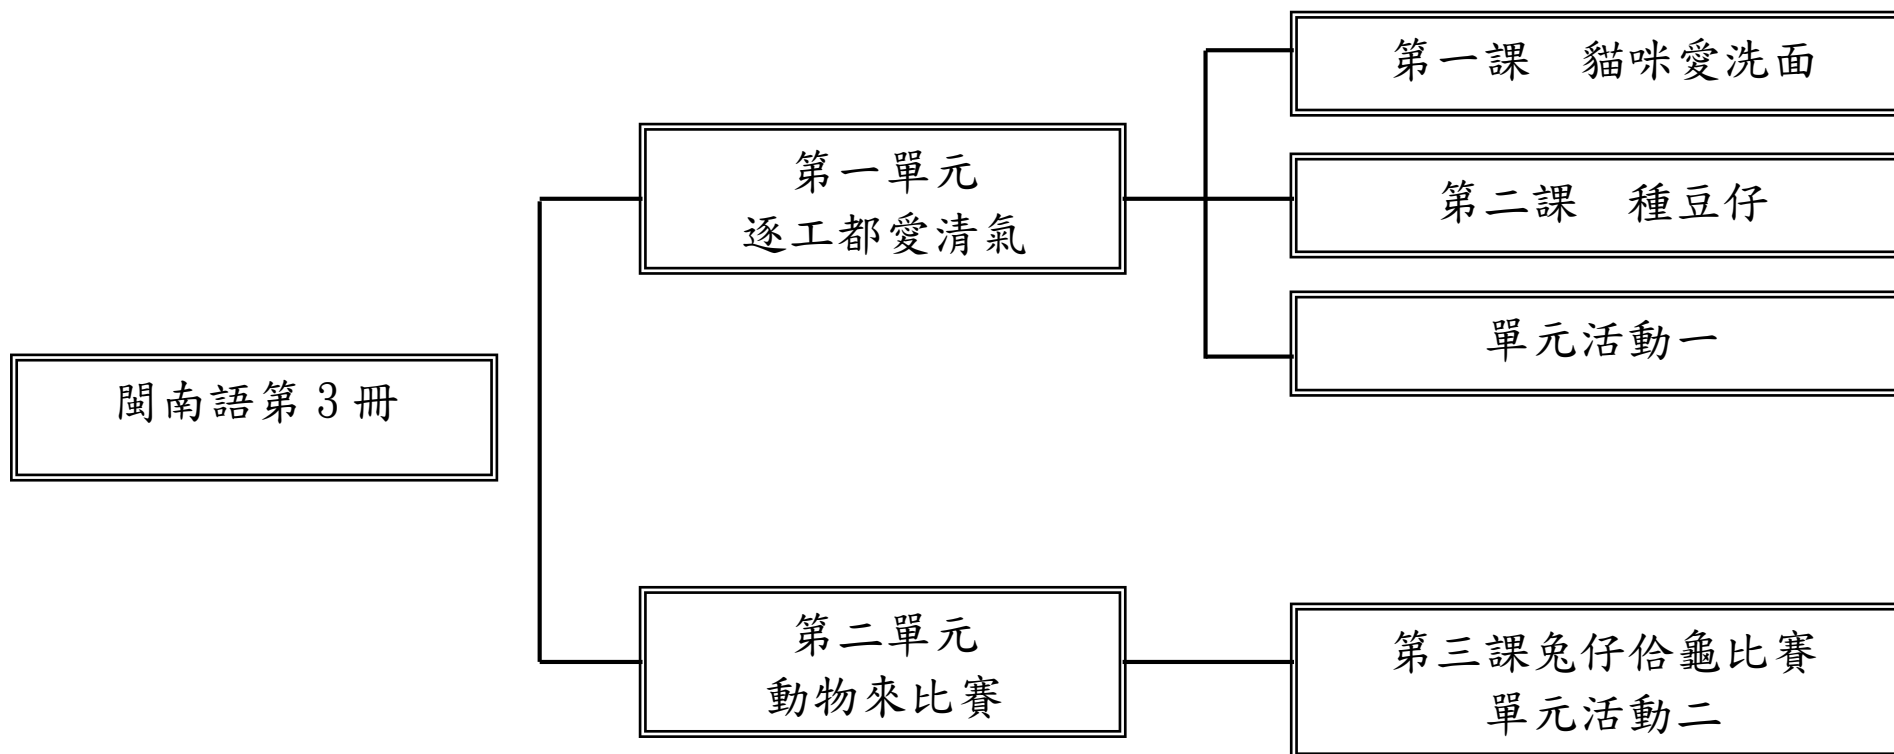 第一課　貓咪愛洗面
第一單元
逐工都愛清氣
第二課　種豆仔
單元活動一
閩南語第3冊
第二單元
動物來比賽
第三課兔仔佮龜比賽
單元活動二